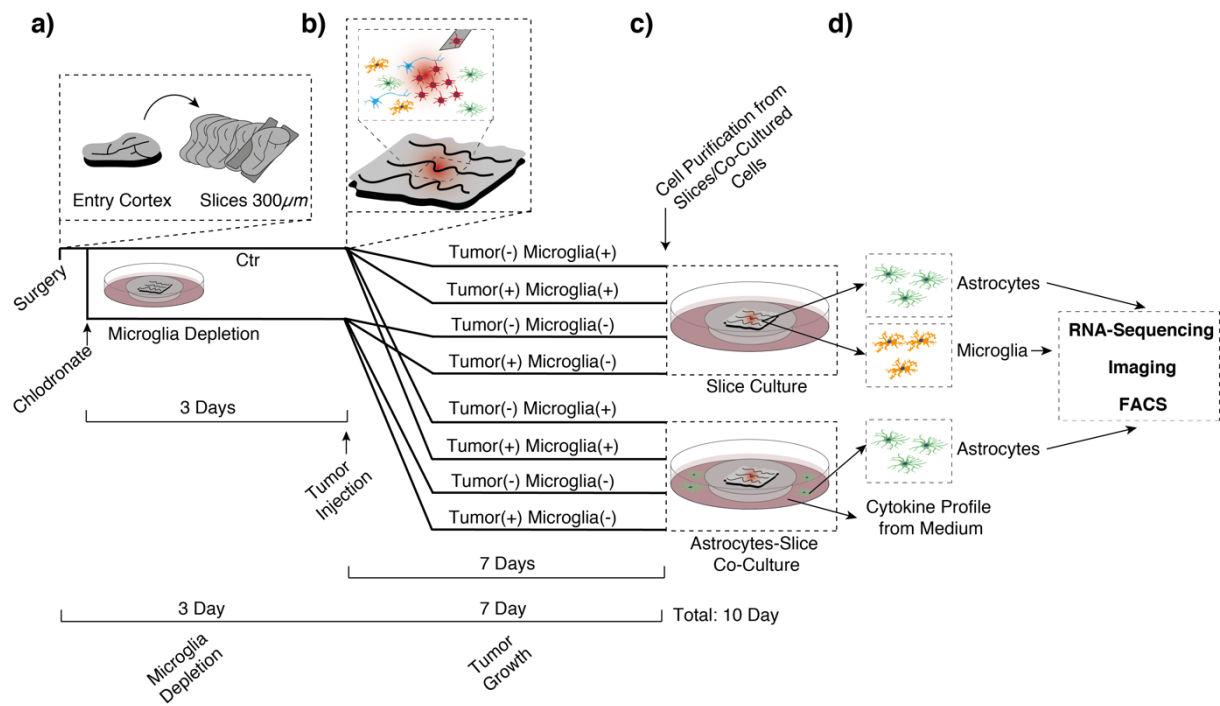 a)
b)
c)
d)
Entry Cortex
Slices 300µm
Cell Purification from
Slices/Co-Cultured
Cells
Surgery
Ctr
Chlodronate
Microglia Depletion
3 Days
Tumor
Injection
Tumor(-) Microglia(+)
Tumor(+) Microglia(+)
Tumor(-) Microglia(-)
Tumor(+) Microglia(-)
Tumor(-) Microglia(+)
Tumor(+) Microglia(+)
Tumor(-) Microglia(-)
Tumor(+) Microglia(-)
Slice Culture
Astrocytes-Slice
Co-Culture
Astrocytes
Microglia
Astrocytes
Cytokine Profile
from Medium
RNA-Sequencing
Imaging
FACS
7 Days
3 Day
7 Day
Total: 10 Day
Microglia
Depletion
Tumor
Growth